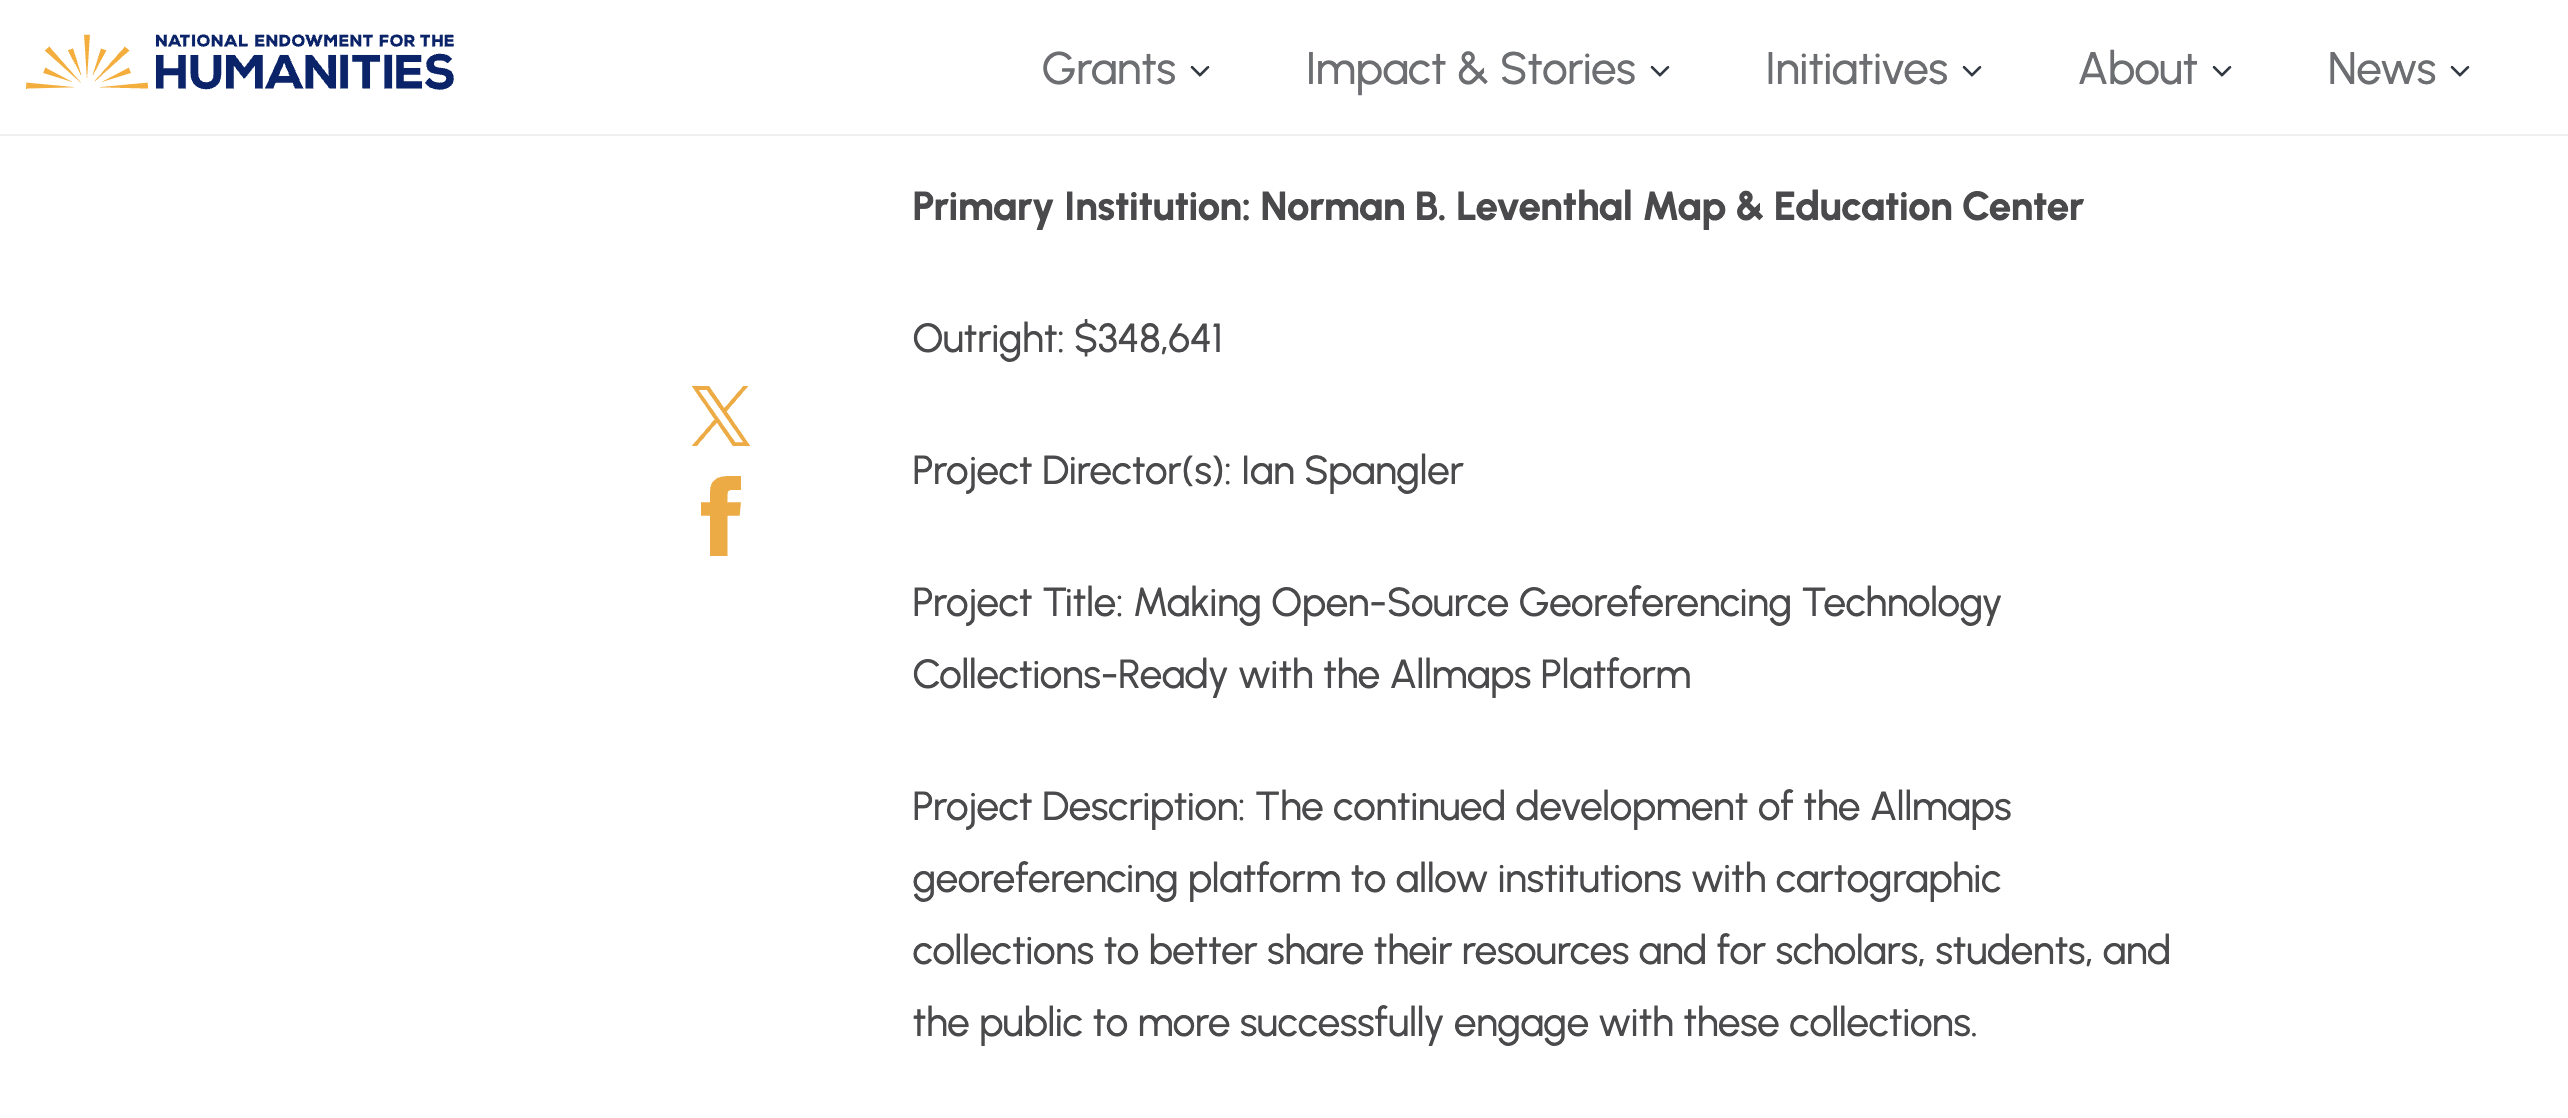 NATIONAL ENDOWMENT FOR THE
HUMANITIES
Grants
Impact & Stories
Initiatives
About
News
Primary Institution: Norman B. Leventhal Map & Education Center
Outright: $348,641
Project Director(s): Ian Spangler
Project Title: Making Open-Source Georeferencing Technology
Collections-Ready with the Allmaps Platform
Project Description: The continued development of the Allmaps
georeferencing platform to allow institutions with cartographic
collections to better share their resources and for scholars, students, and
the public to more successfully engage with these collections.